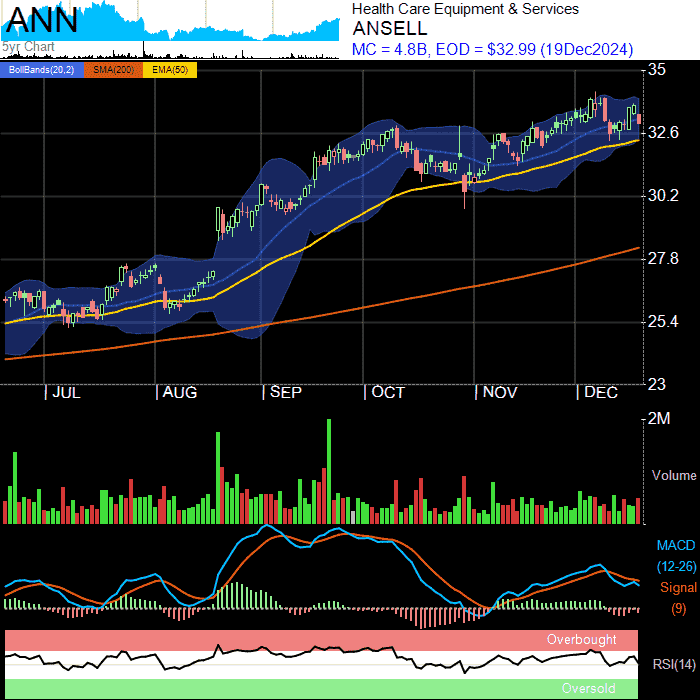 ANN
5yr Chart
Health Care Equipment & Services
ANSELL
MC = 4.8B, EOD = $32.99 (19Dec2024)
BollBands(20,2) SMA(200) EMA(50)
35
32.6
30.2
27.8
25.4
23
JUL AUG SEP OCT NOV DEC
2M
Volume
MACD
(12-26)
Signal
(9)
Overbought
RSI(14)
Oversold